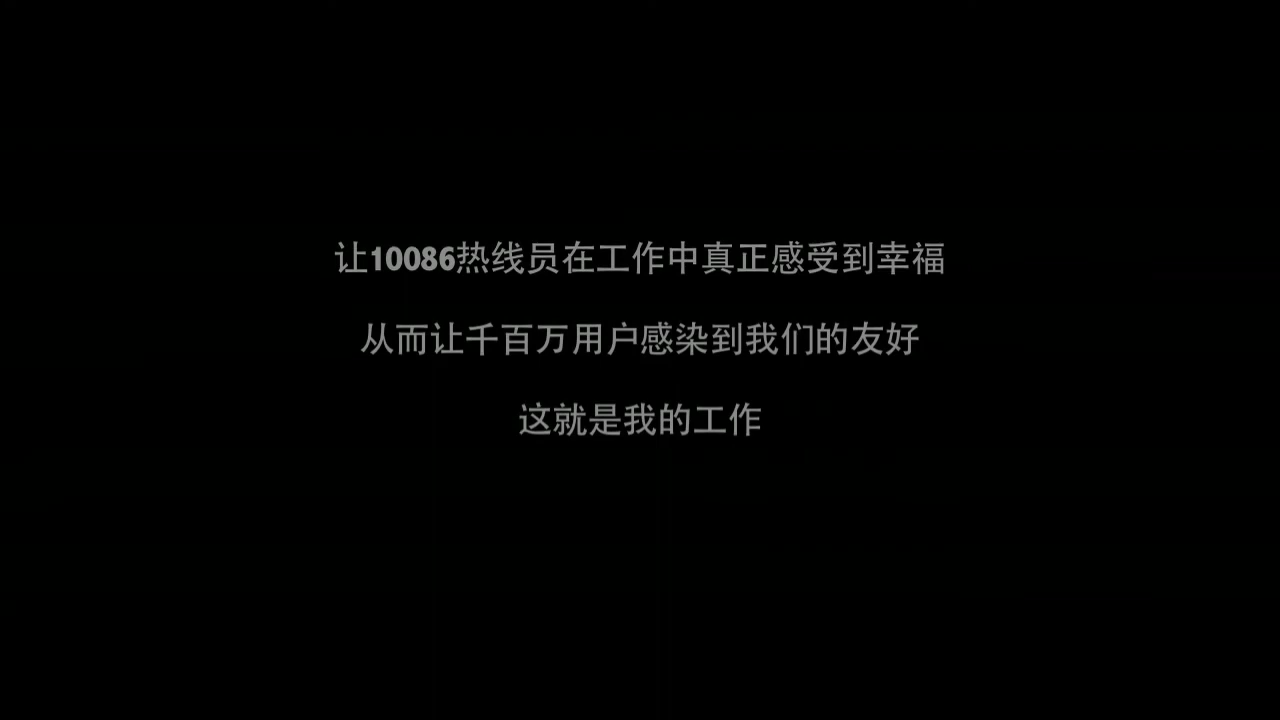 让10086热线员在工作中真正感受到幸福
从而让千百万用户感染到我们的友好
这就是我的工作